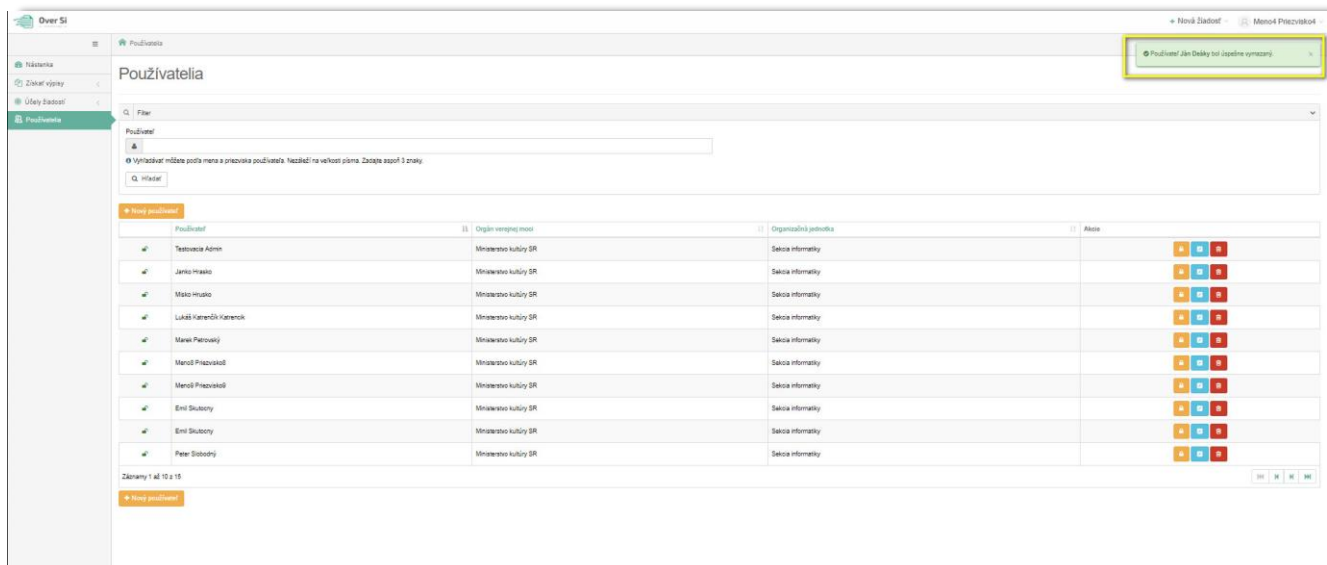 Over Si
+ Nová žiadosť
Meno4 Priezvisko4
Používatelia
Používateľ Ján Deáky bol úspešne vymazaný.
Nástenka
Získať výpisy
Účely žiadostí
Používatelia
Používatelia
Filter
Používateľ
Vyhľadávať môžete podľa mena a priezviska používateľa. Nezáleží na veľkosti písma. Zadajte aspoň 3 znaky.
Hľadať
+ Nový používateľ
Používateľ Orgán verejnej moci Organizačná jednotka Akcie
Testovacia Admin Ministerstvo kultúry SR Sekcia informatiky
Janko Hrasko Ministerstvo kultúry SR Sekcia informatiky
Misko Hrusko Ministerstvo kultúry SR Sekcia informatiky
Lukáš Katrenčík Katrencik Ministerstvo kultúry SR Sekcia informatiky
Marek Petrovský Ministerstvo kultúry SR Sekcia informatiky
Meno8 Priezvisko8 Ministerstvo kultúry SR Sekcia informatiky
Meno9 Priezvisko9 Ministerstvo kultúry SR Sekcia informatiky
Emil Skutocny Ministerstvo kultúry SR Sekcia informatiky
Emil Skutocny Ministerstvo kultúry SR Sekcia informatiky
Peter Slobodný Ministerstvo kultúry SR Sekcia informatiky
Záznamy 1 až 10 z 15
+ Nový používateľ